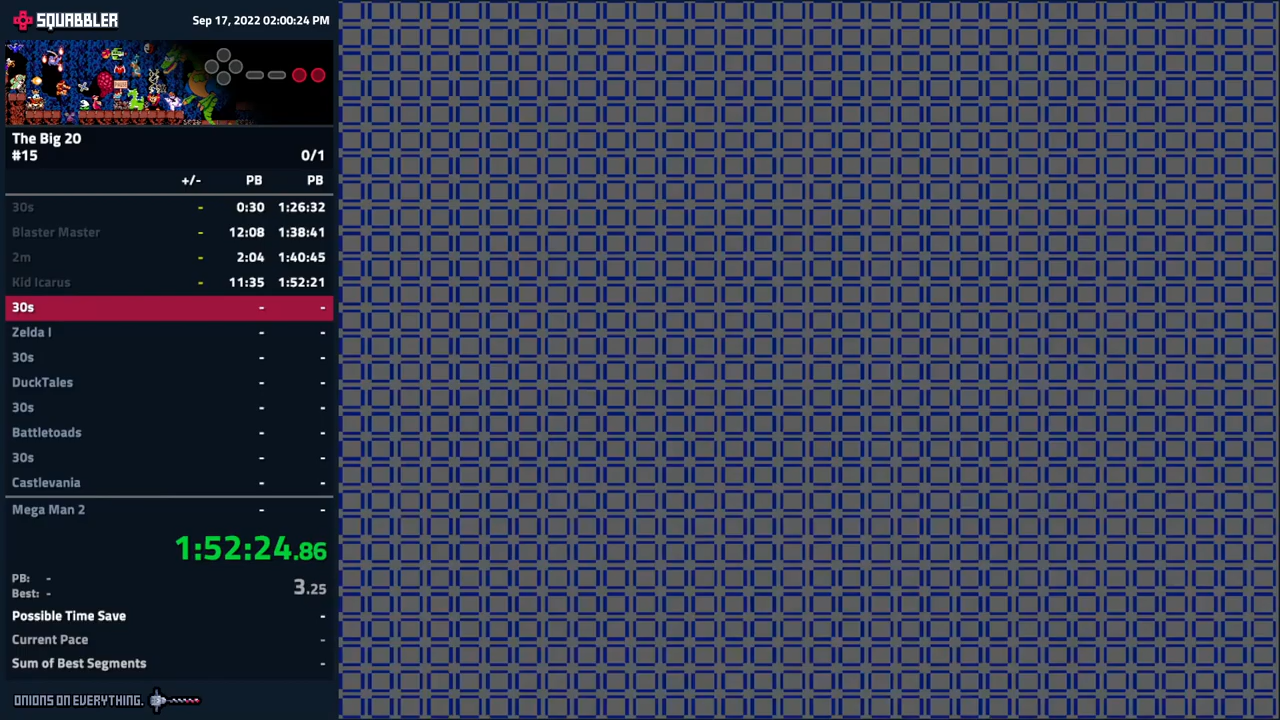 SQUABBLER
Sep 17, 2022 02:00:24 PM
The Big 20
#15 0/1
+/- PB PB
30s - 0:30 1:26:32
Blaster Master - 12:08 1:38:41
2m - 2:04 1:40:45
Kid Icarus - 11:35 1:52:21
30s - -
Zelda I - -
30s - -
DuckTales - -
30s - -
Battletoads - -
30s - -
Castlevania - -
Mega Man 2 - -
1:52:24.86
PB: -
Best: - 3.25
Possible Time Save -
Current Pace -
Sum of Best Segments -
ONIONS ON EVERYTHING.